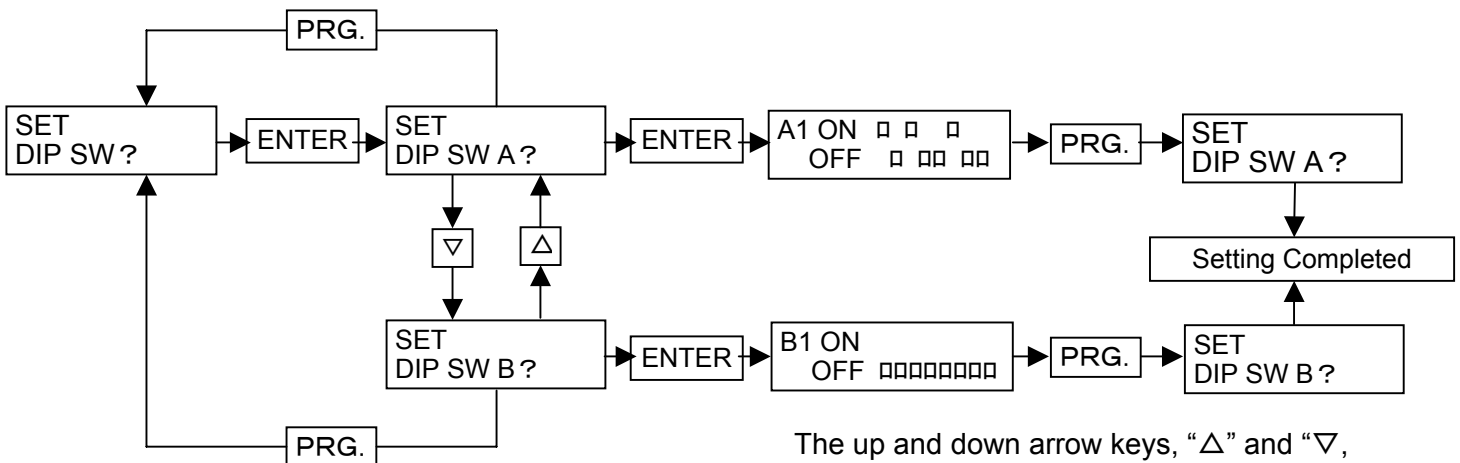 PRG.
SET
DIP SW?
ENTER
SET
DIP SW A?
ENTER
A1 ON
OFF
PRG.
SET
DIP SW A?
▽
△
Setting Completed
SET
DIP SW B?
ENTER
B1 ON
OFF
PRG.
SET
DIP SW B?
PRG.
The up and down arrow keys, “△” and “▽,